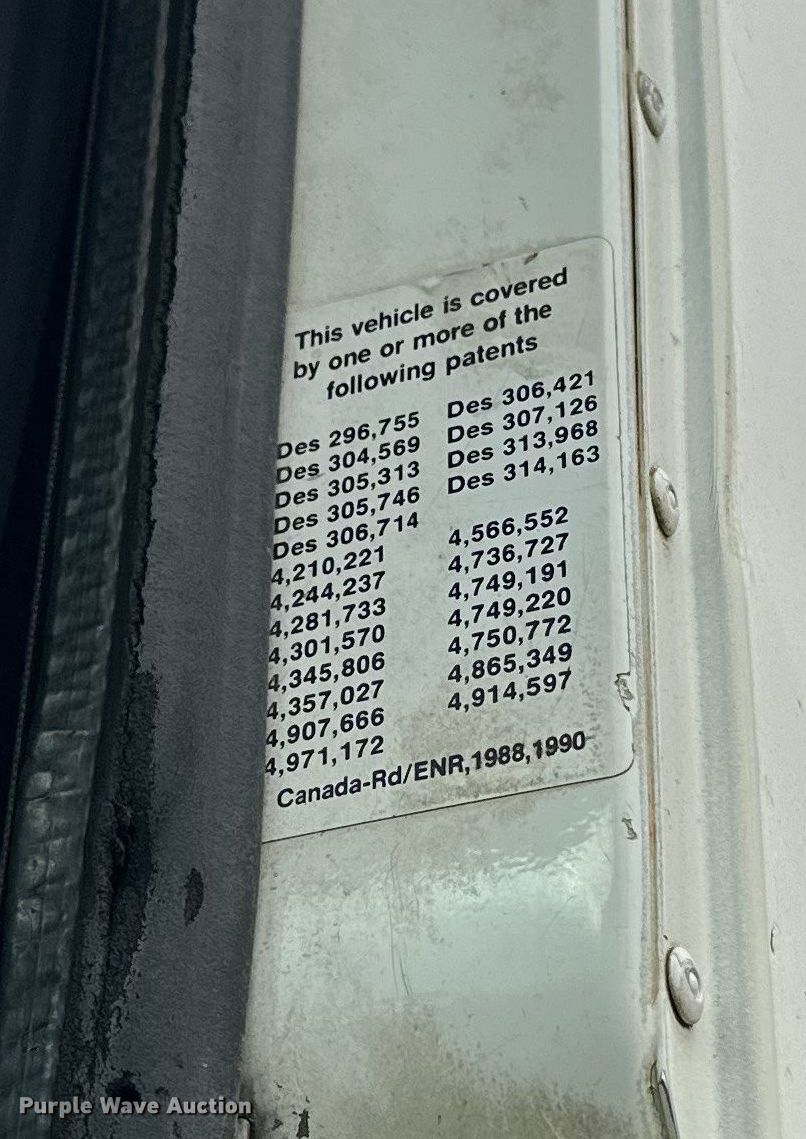 This vehicle is covered
by one or more of the
following patents
Des 296,755 Des 306,421
Des 304,569 Des 307,126
Des 305,313 Des 313,968
Des 305,746 Des 314,163
Des 306,714
4,210,221 4,566,552
4,244,237 4,736,727
4,281,733 4,749,191
4,301,570 4,749,220
4,345,806 4,750,772
4,357,027 4,865,349
4,907,666 4,914,597
4,971,172
Canada-Rd/ENR,1988,1990
Purple Wave Auction